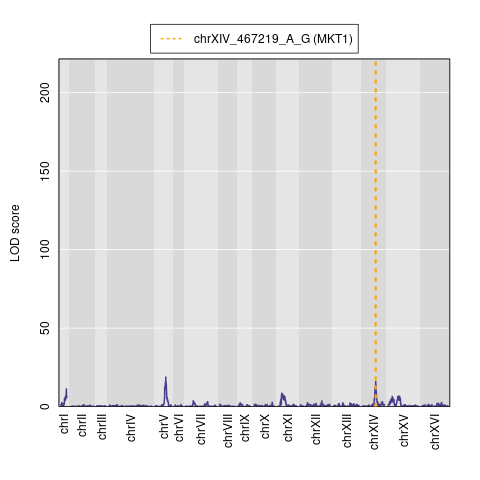 chrXIV_467219_A_G (MKT1)
LOD score
200
150
100
50
0
chrI
chrII
chrIII
chrIV
chrV
chrVI
chrVII
chrVIII
chrIX
chrX
chrXI
chrXII
chrXIII
chrXIV
chrXV
chrXVI